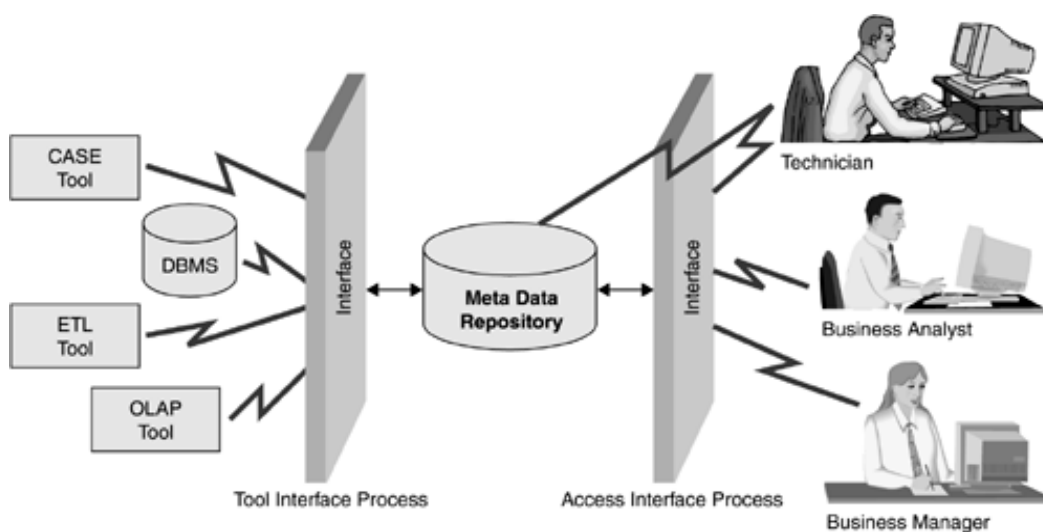 CASE
Tool
DBMS
ETL
Tool
OLAP
Tool
Interface
Tool Interface Process
Meta Data
Repository
Interface
Access Interface Process
Technician
Business Analyst
Business Manager